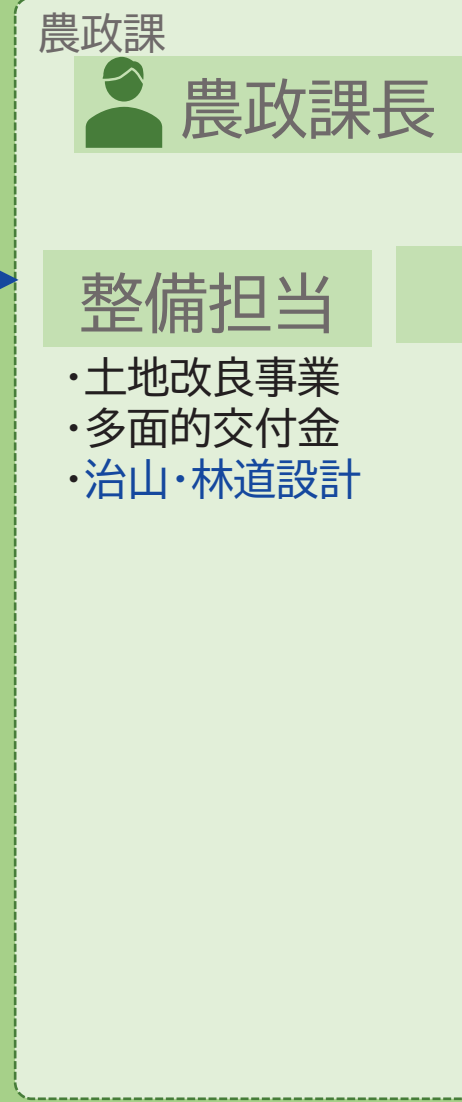 農政課
農政課長
整備担当
・土地改良事業
・多面的交付金
・治山・林道設計